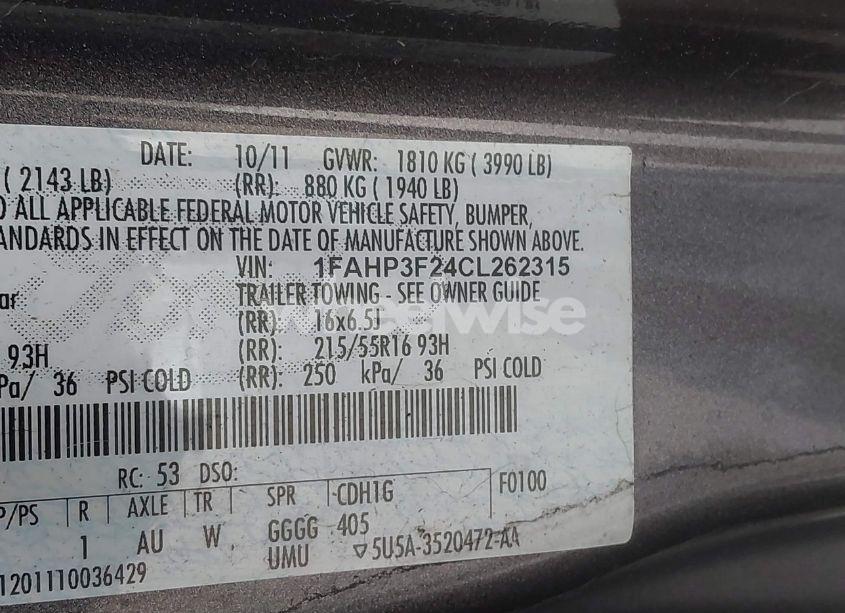 DATE: 10/11 GVWR: 1810 KG ( 3990 LB)
( 2143 LB) (RR): 880 KG ( 1940 LB)
O ALL APPLICABLE FEDERAL MOTOR VEHICLE SAFETY, BUMPER,
ANDARDS IN EFFECT ON THE DATE OF MANUFACTURE SHOWN ABOVE.
VIN: 1FAHP3F24CL262315
ar TRAILER TOWING - SEE OWNER GUIDE
(RR): 16x6.5J
wheelwise
93H (RR): 215/55R16 93H
Pa/ 36 PSI COLD (RR): 250 kPa/ 36 PSI COLD
RC: 53 DSO:
P/PS R AXLE TR SPR CDH1G F0100
1 AU W GGGG 405
UMU 5U5A-3520472-AA
1201110036429